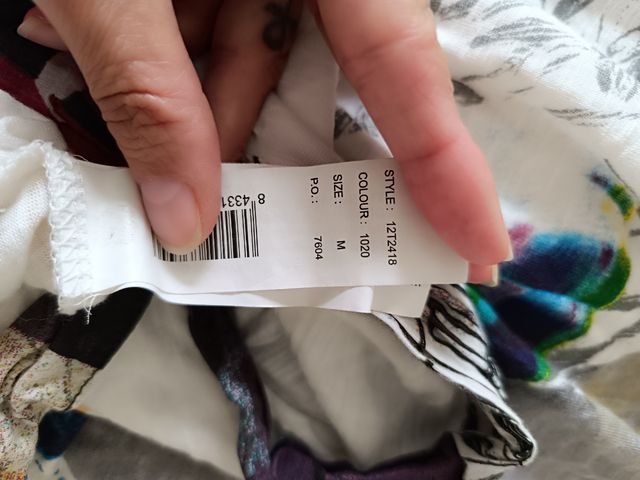 STYLE : 12T2418
COLOUR : 1020
SIZE : M
P.O. : 7604
8 4331